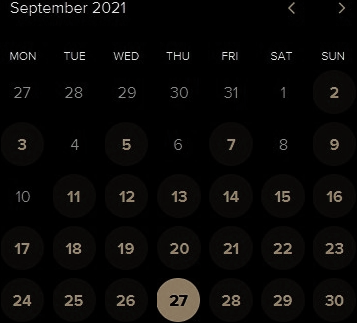 September 2021
MON TUE WED THU FRI SAT SUN
27 28 29 30 31 1 2
3 4 5 6 7 8 9
10 11 12 13 14 15 16
17 18 19 20 21 22 23
24 25 26 27 28 29 30